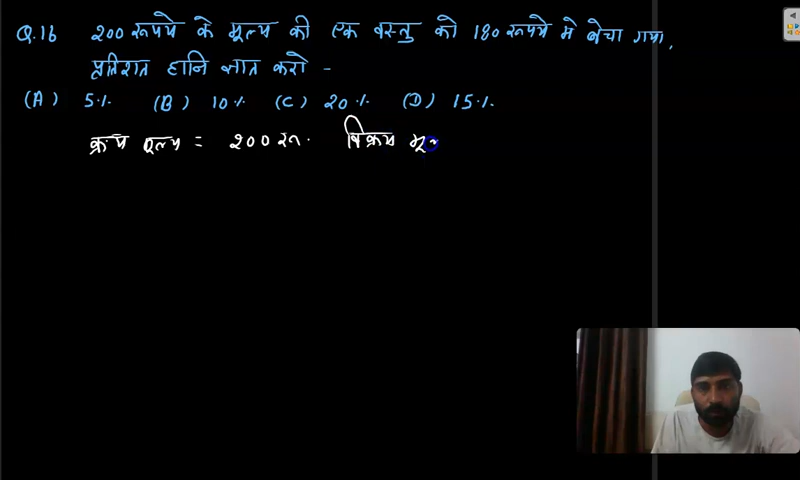 Q.16 200 रूपये के मूल्य की एक वस्तु को 180 रूपये मे बेचा गया,
प्रतिशत हानि ज्ञात करो -
(A) 5% (B) 10% (C) 20% (D) 15%
क्रय मूल्य = 200 रू. विक्रय मू